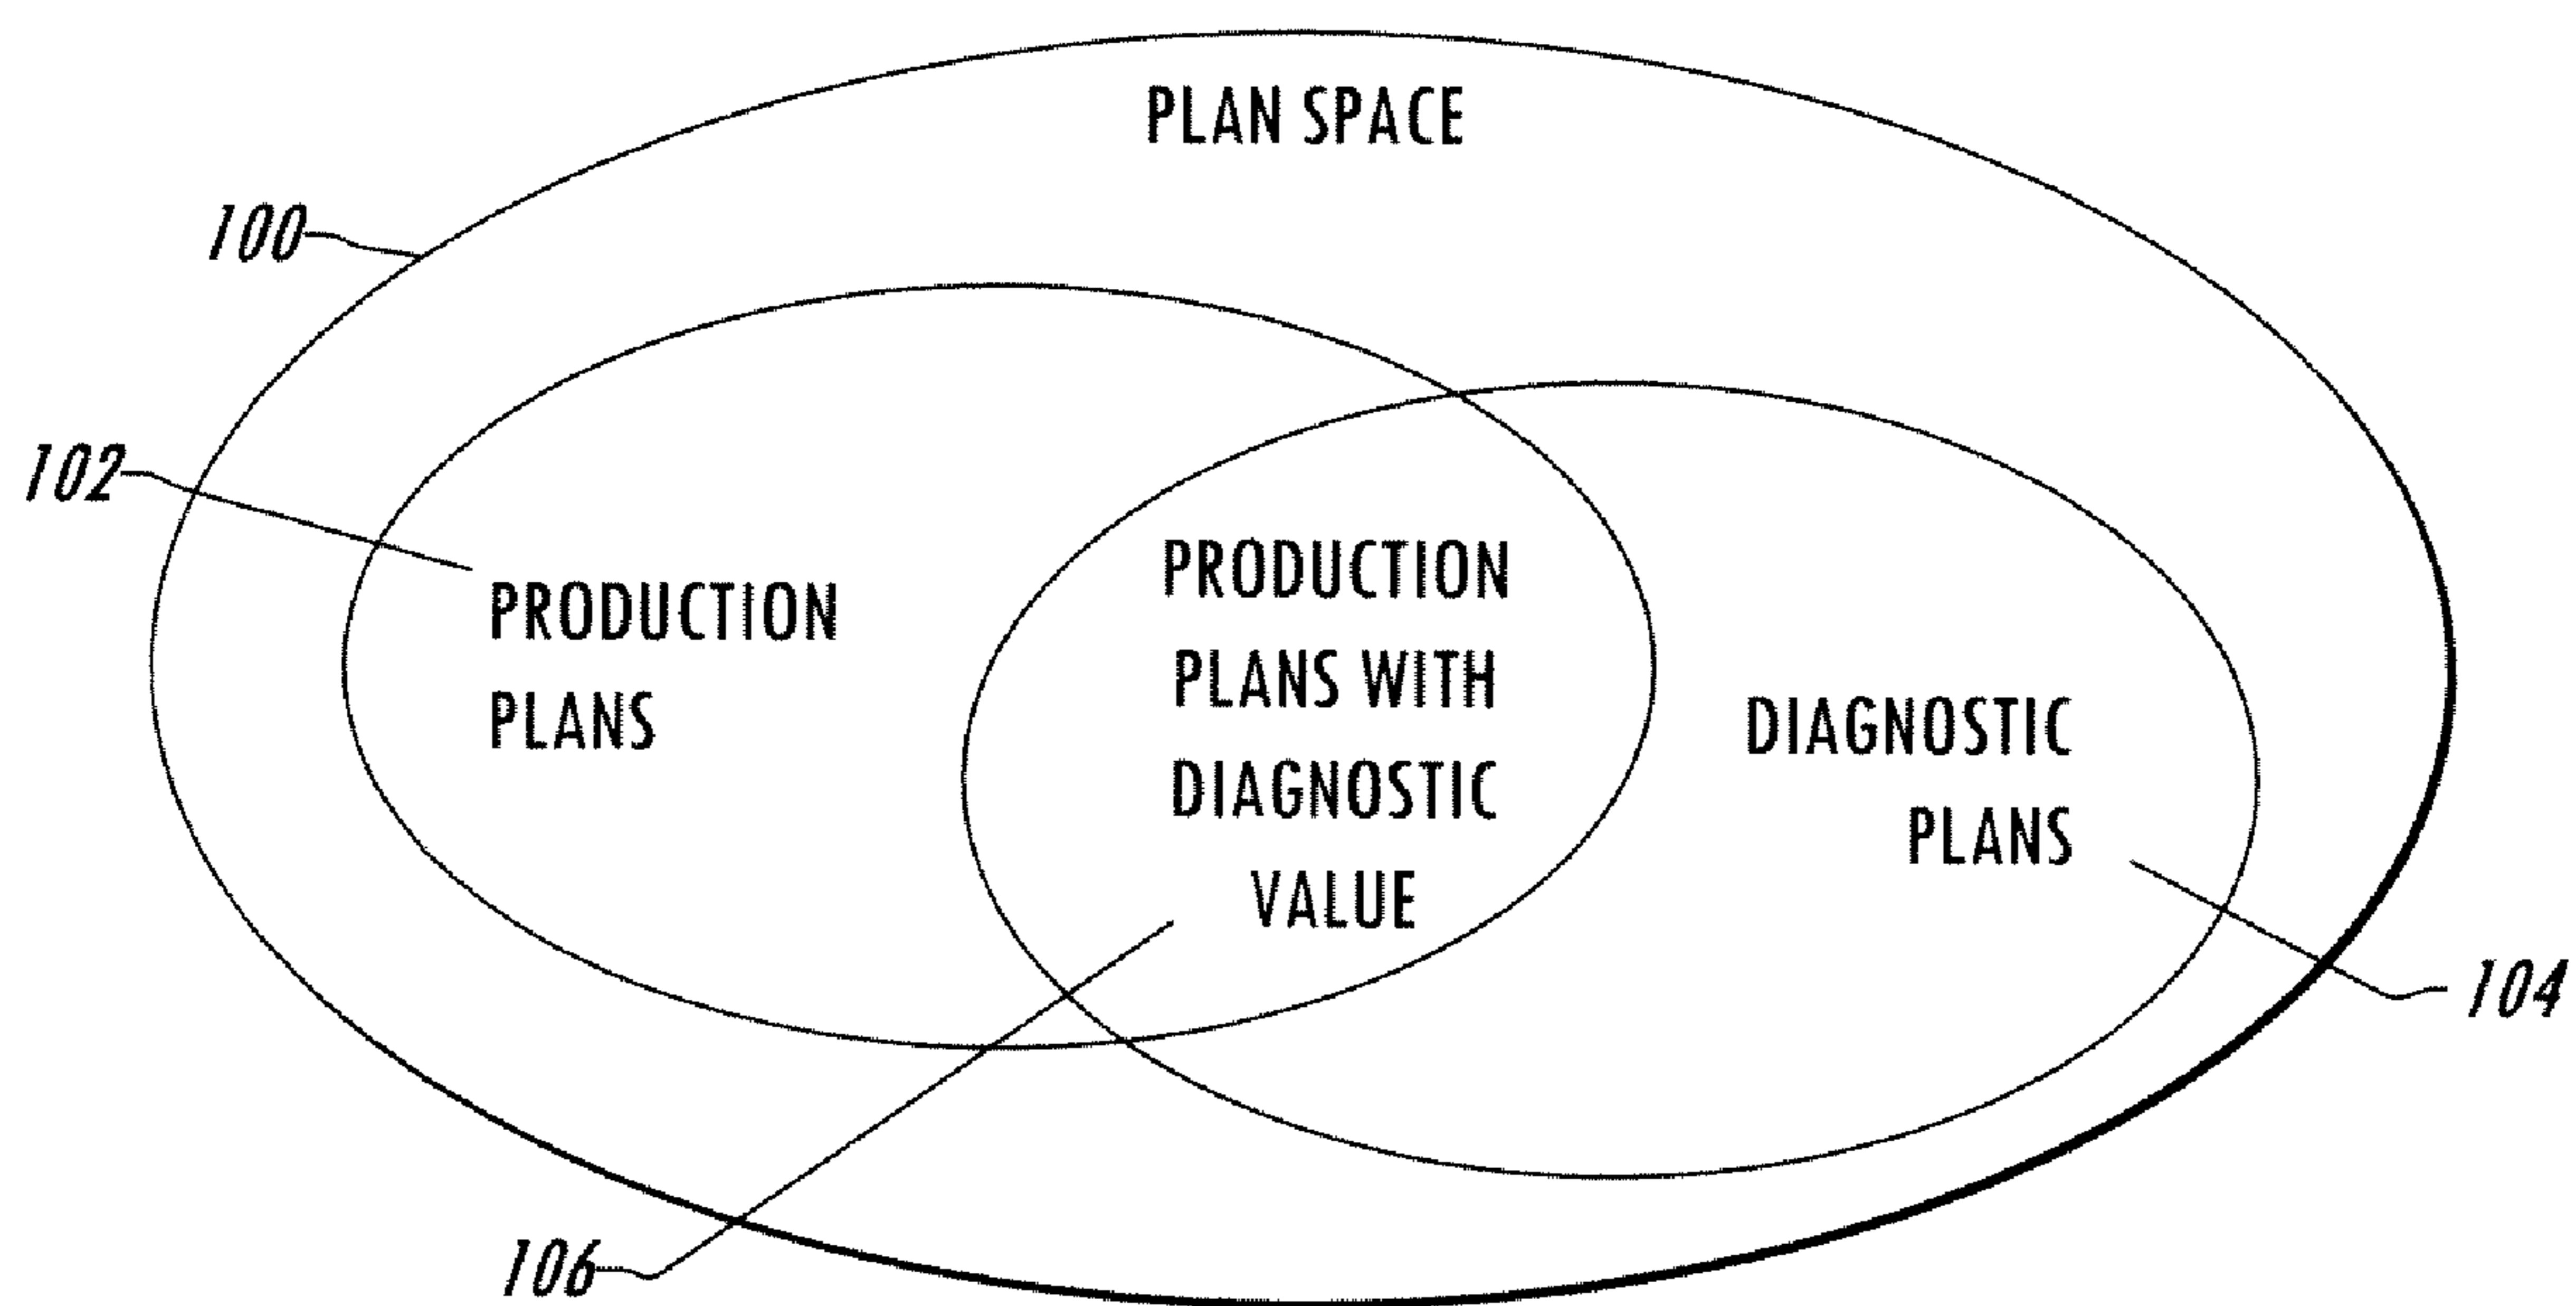 PLAN SPACE
100
102
PRODUCTION
PLANS
PRODUCTION
PLANS WITH
DIAGNOSTIC
VALUE
DIAGNOSTIC
PLANS
104
106